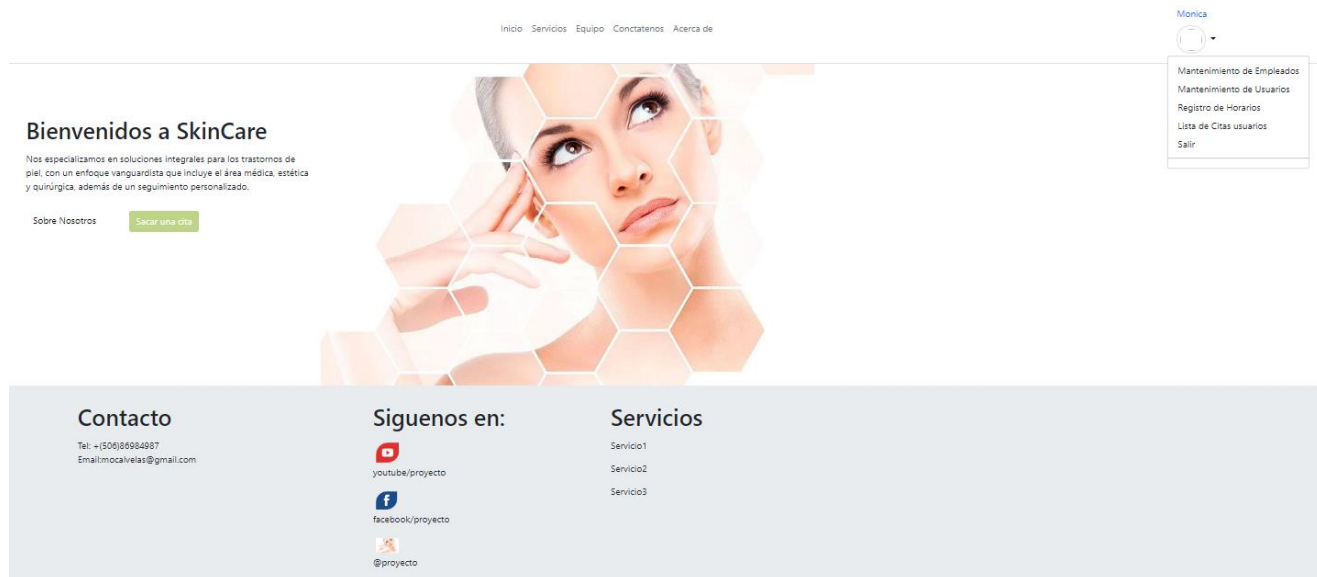 Inicio Servicios Equipo Conctatenos Acerca de
Monica
Mantenimiento de Empleados
Mantenimiento de Usuarios
Registro de Horarios
Lista de Citas usuarios
Salir
Bienvenidos a SkinCare
Nos especializamos en soluciones integrales para los trastornos de
piel, con un enfoque vanguardista que incluye el área médica, estética
y quirúrgica, además de un seguimiento personalizado.
Sobre Nosotros Sacar una cita
Contacto
Tel: +(506)86984987
Email:mocalvelas@gmail.com
Siguenos en:
youtube/proyecto
facebook/proyecto
@proyecto
Servicios
Servicio1
Servicio2
Servicio3